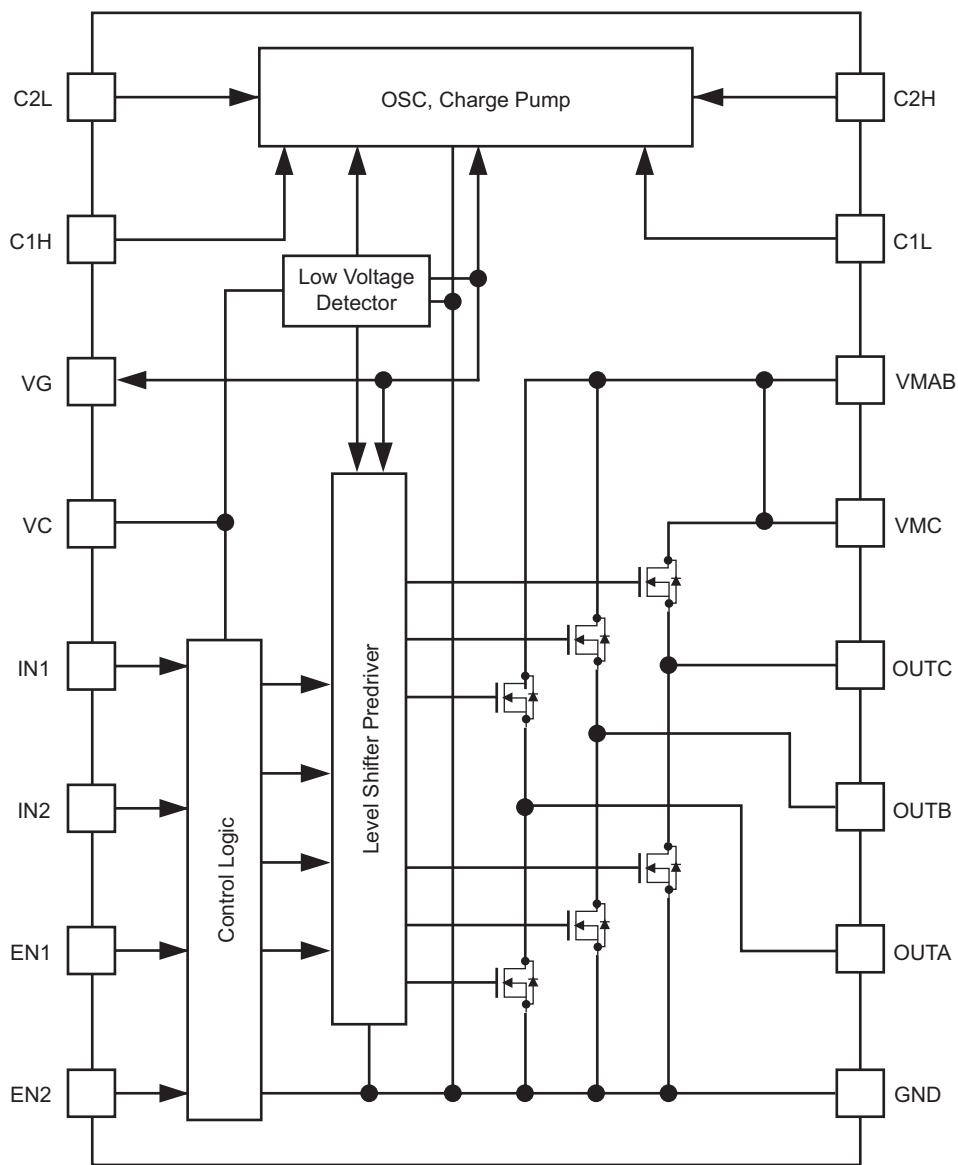 OSC, Charge Pump
C2L
C2H
C1H
C1L
Low Voltage
Detector
VG
VMAB
VC
VMC
IN1
OUTC
IN2
OUTB
Level Shifter Predriver
Control Logic
EN1
OUTA
EN2
GND